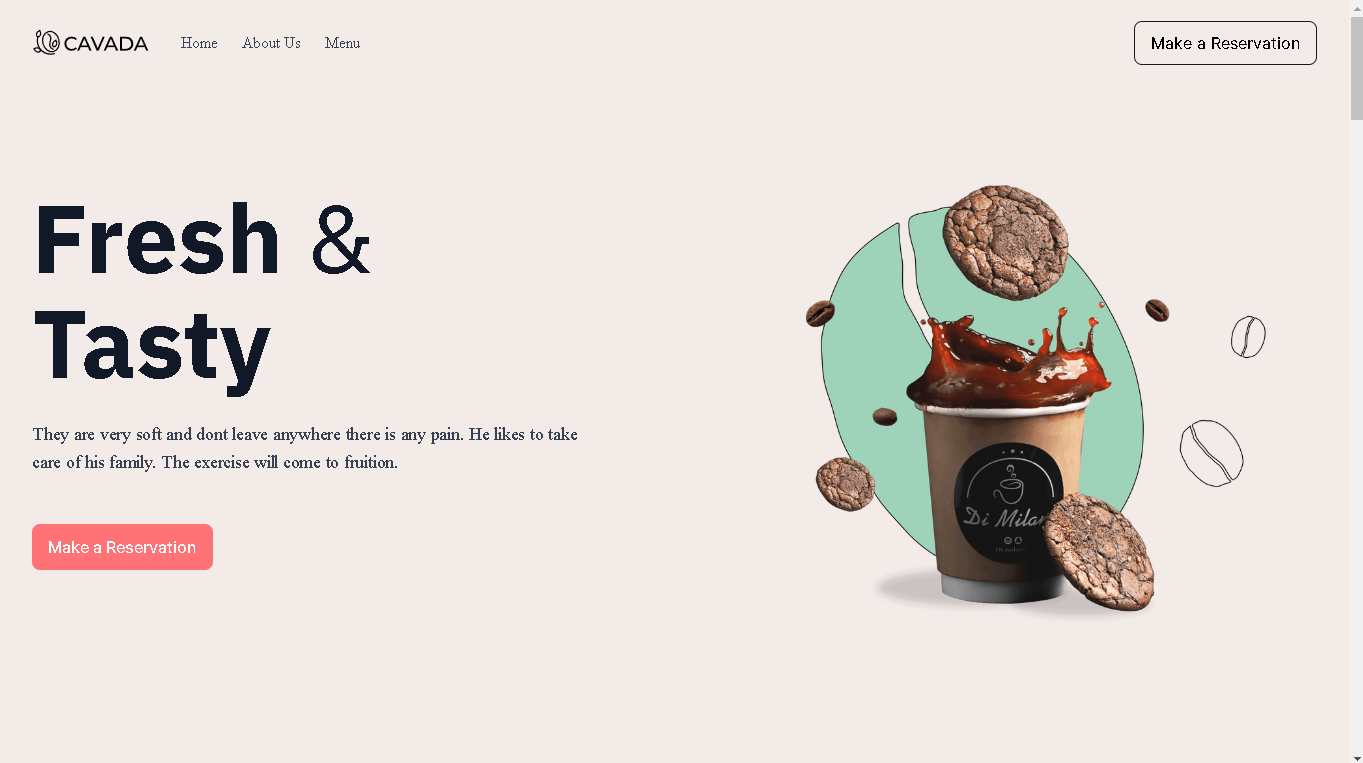 CAVADA
Home
About Us
Menu
Make a Reservation
Fresh &
Tasty
They are very soft and dont leave anywhere there is any pain. He likes to take
care of his family. The exercise will come to fruition.
Make a Reservation
Di Milan